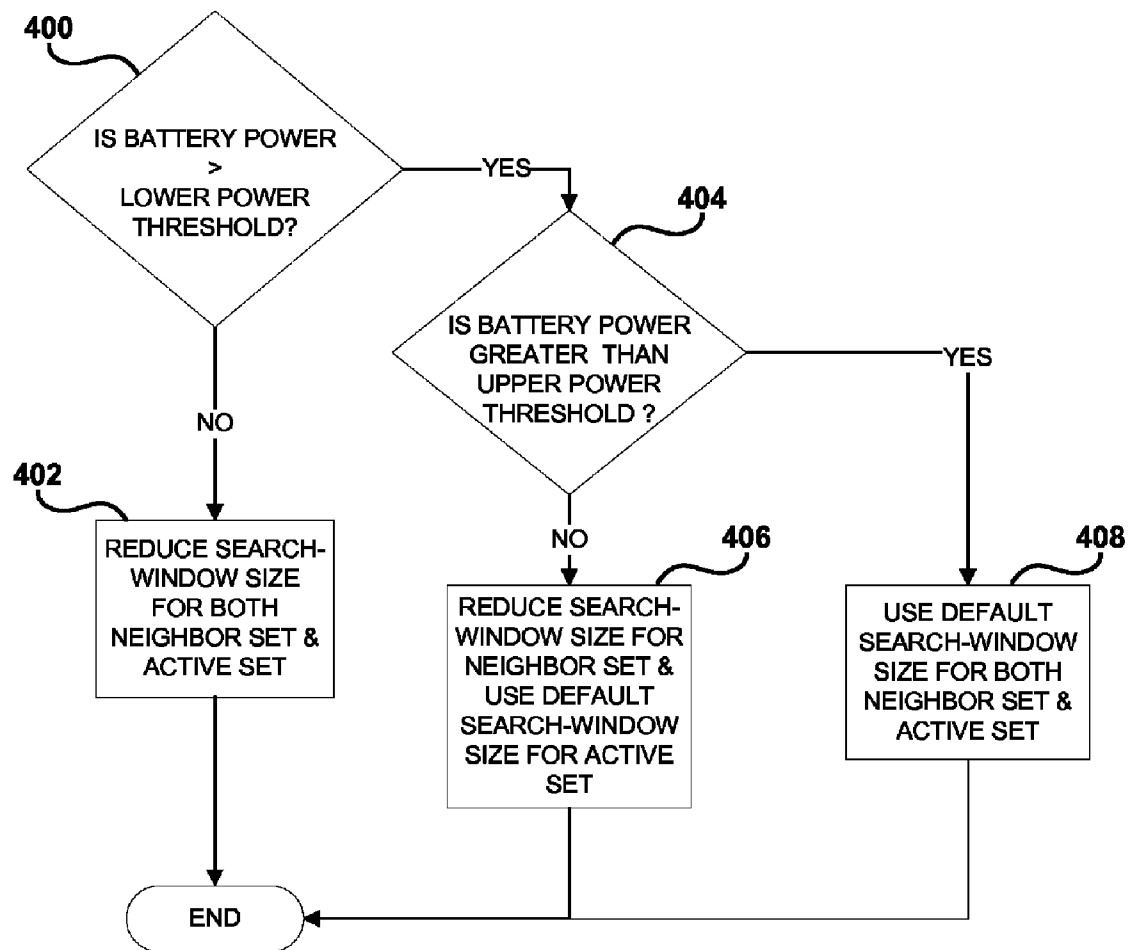 400
IS BATTERY POWER
>
LOWER POWER
THRESHOLD?
YES
404
IS BATTERY POWER
GREATER THAN
UPPER POWER
THRESHOLD ?
YES
NO
402
REDUCE SEARCH-
WINDOW SIZE
FOR BOTH
NEIGHBOR SET &
ACTIVE SET
NO
406
REDUCE SEARCH-
WINDOW SIZE FOR
NEIGHBOR SET &
USE DEFAULT
SEARCH-WINDOW
SIZE FOR ACTIVE
SET
408
USE DEFAULT
SEARCH-WINDOW
SIZE FOR BOTH
NEIGHBOR SET &
ACTIVE SET
END